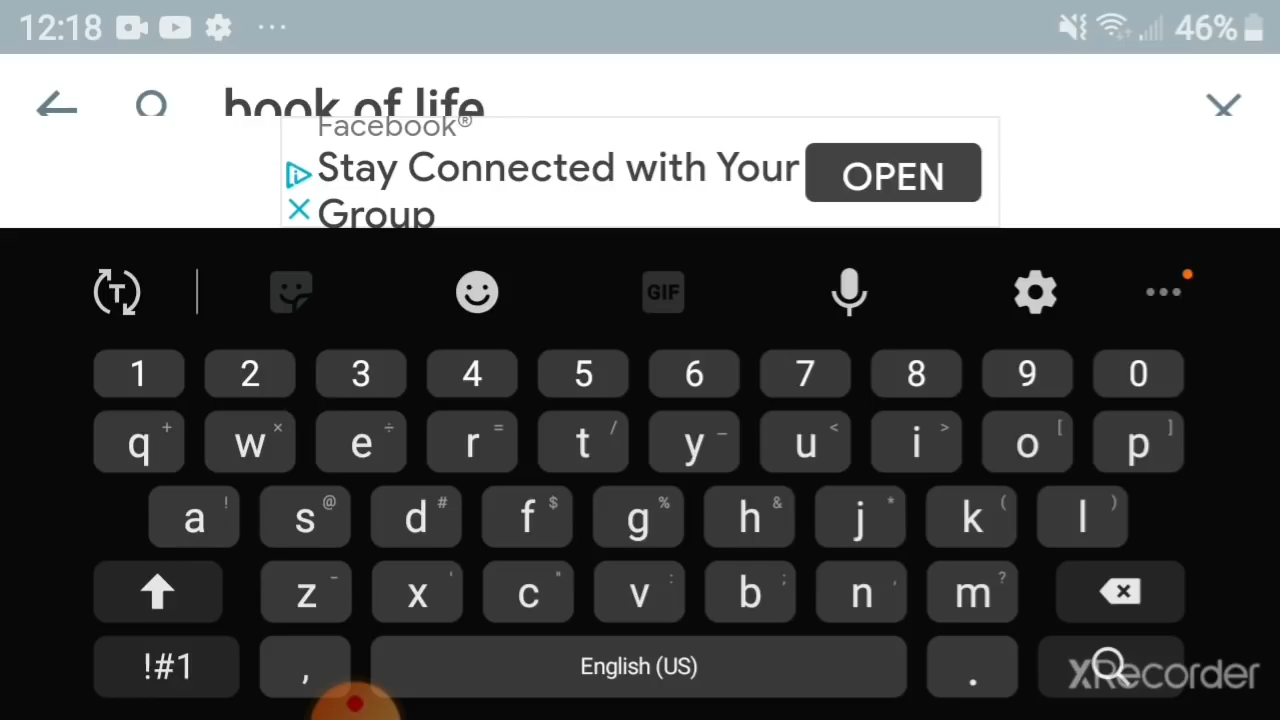 12:18 46%
book of life
Facebook®
Stay Connected with Your
Group
OPEN
T GIF
1 2 3 4 5 6 7 8 9 0
q + w × e ÷ r = t / y _ u < i > o [ p ]
a ! s @ d # f $ g % h & j * k ( l )
z - x ' c " v : b ; n , m ?
!#1 , English (US) .
XRecorder